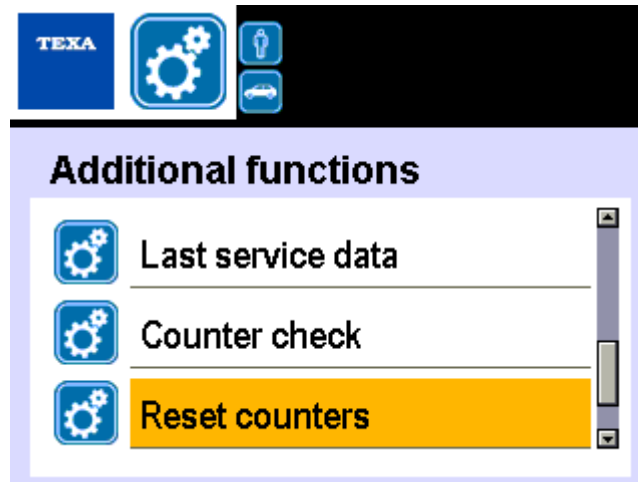 TEXA
Additional functions
Last service data
Counter check
Reset counters